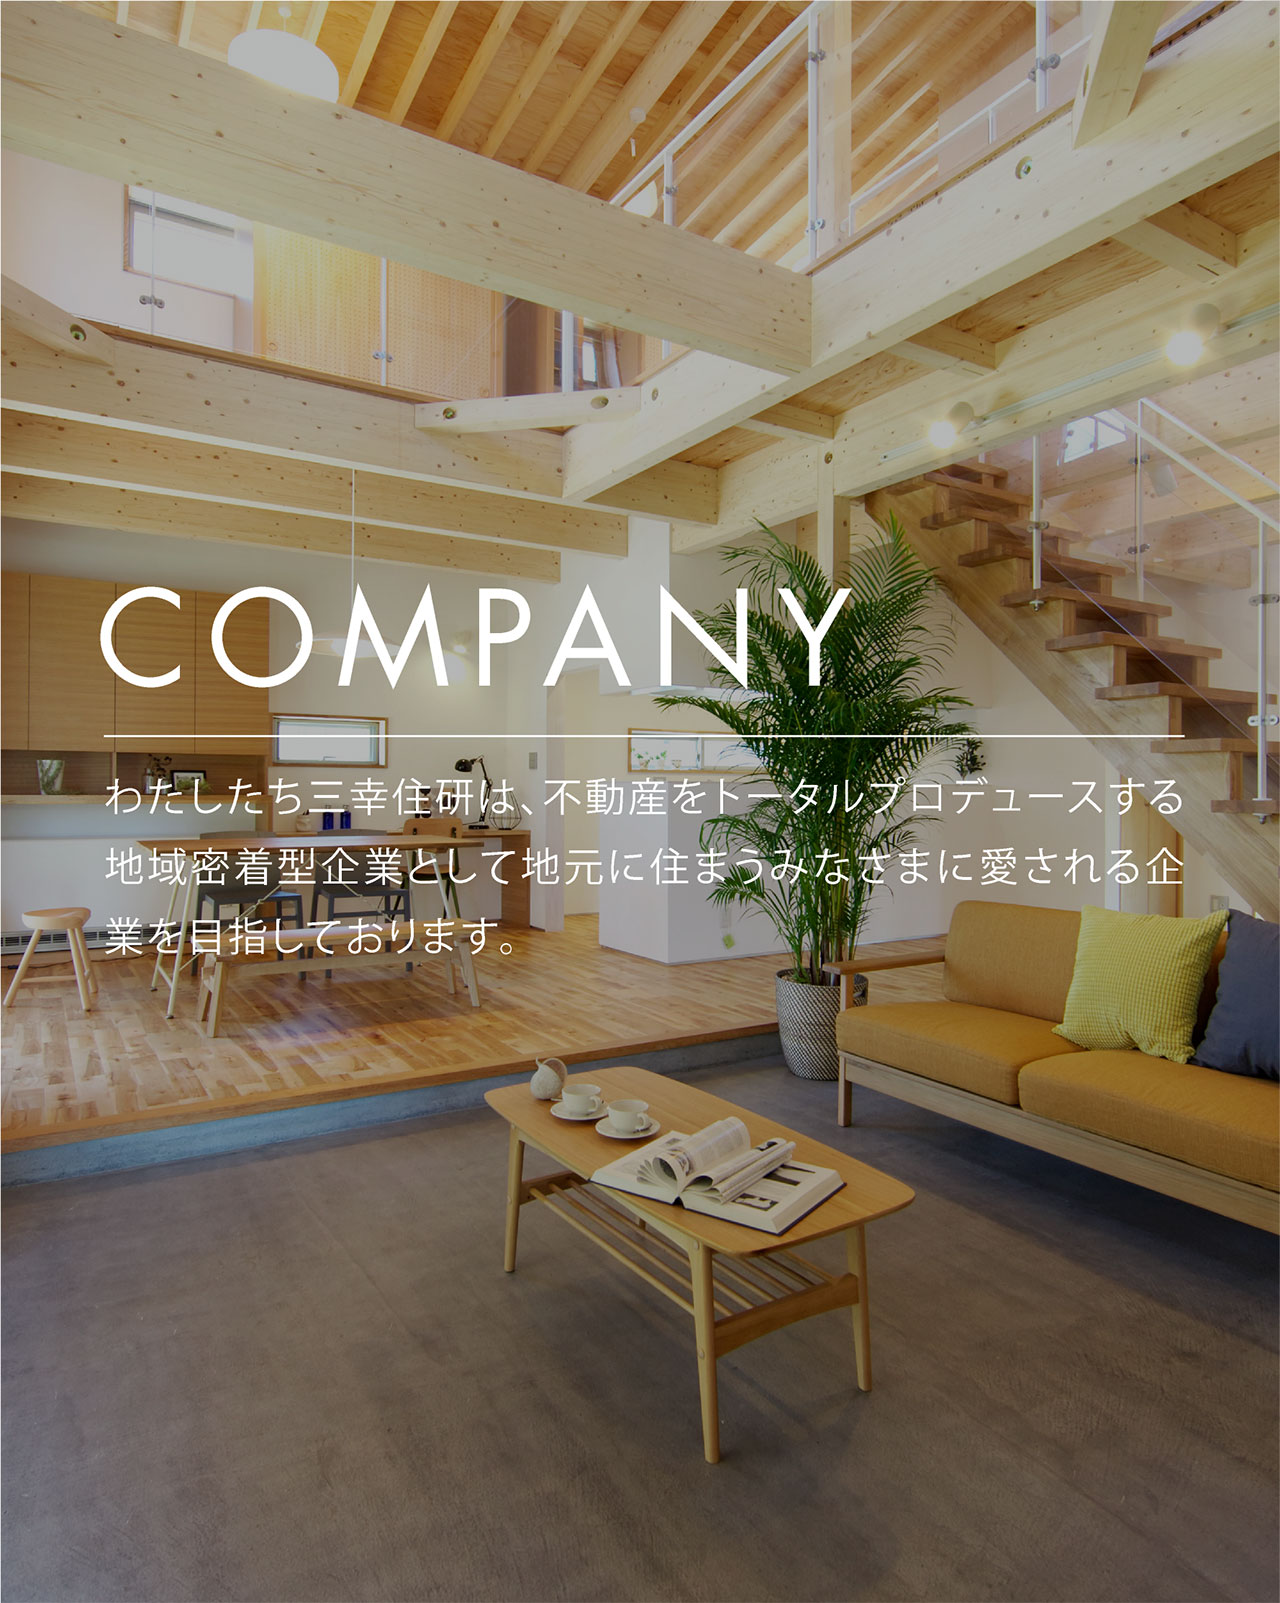 COMPANY
わたしたち三幸住研は、不動産をトータルプロデュースする
地域密着型企業として地元に住まうみなさまに愛される企
業を目指しております。